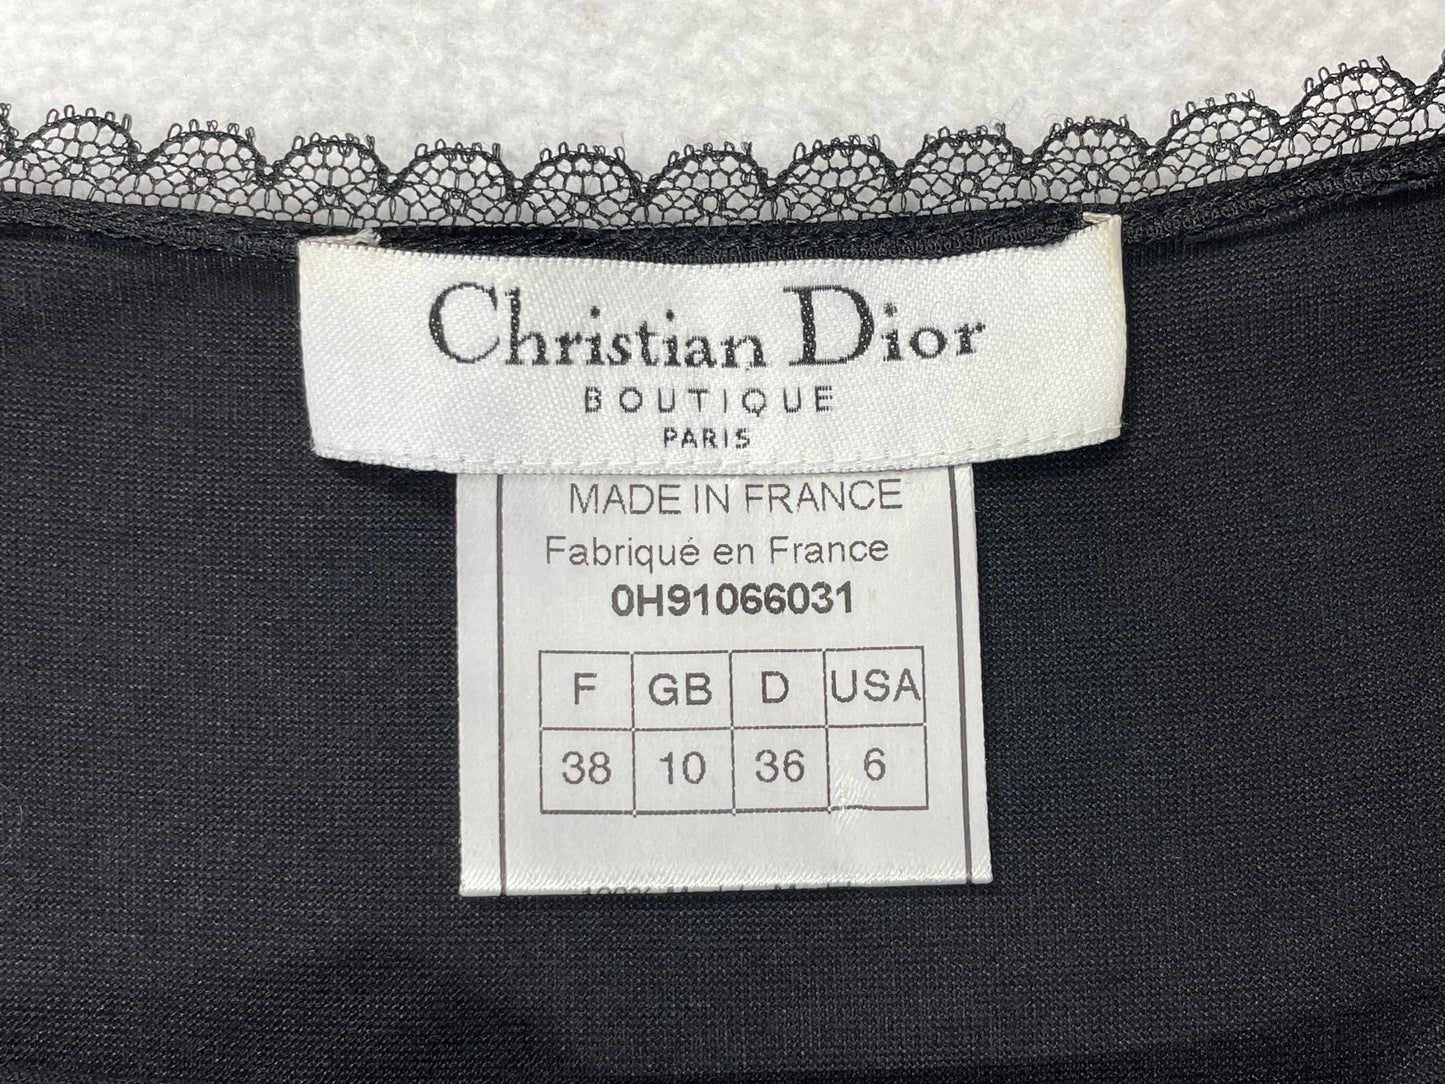 Christian Dior
BOUTIQUE
PARIS
MADE IN FRANCE
Fabriqué en France
0H91066031
F GB D USA
38 10 36 6